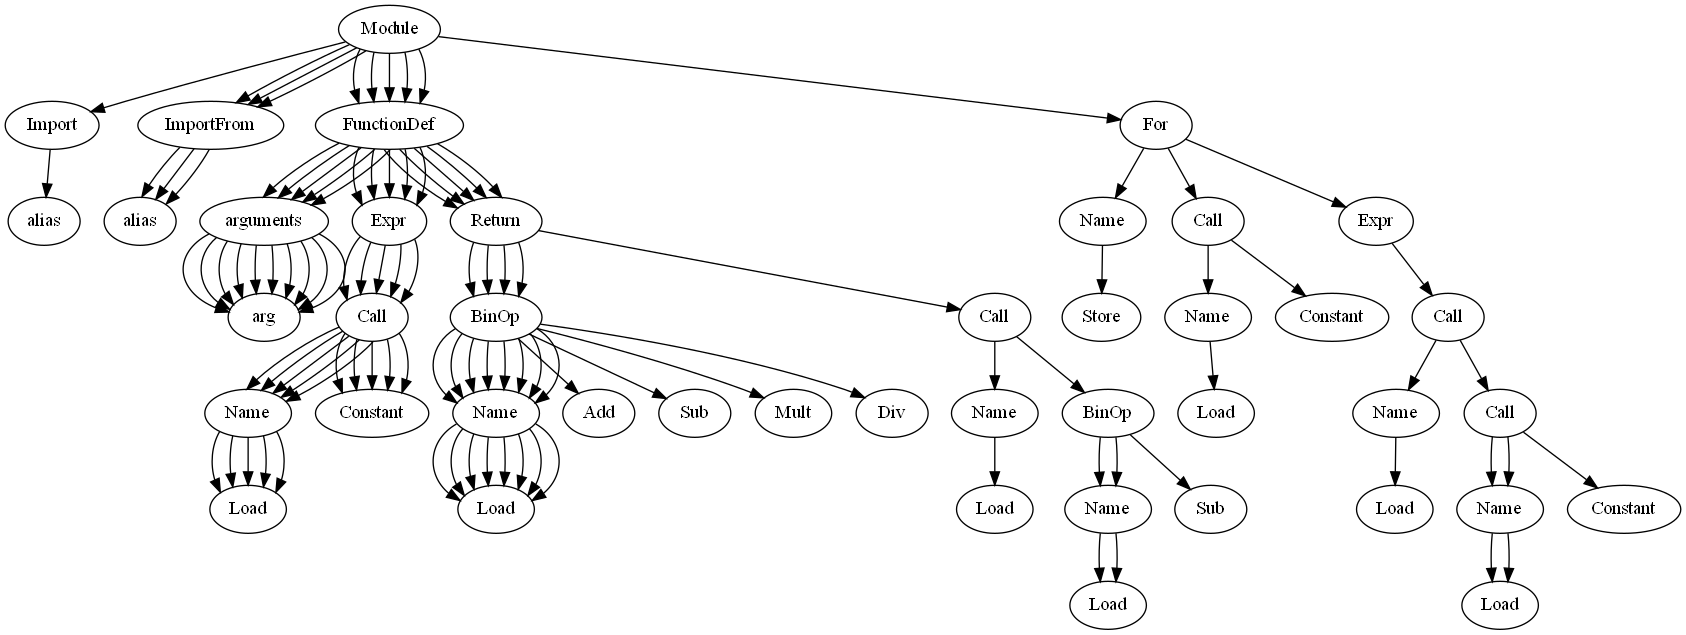 Module
Import ImportFrom FunctionDef For
alias alias arguments Expr Return Name Call Expr
arg Call BinOp Call Store Name Constant Call
Name Constant Name Add Sub Mult Div Name BinOp Load Name Call
Load Load Load Name Sub Load Name Constant
Load Load